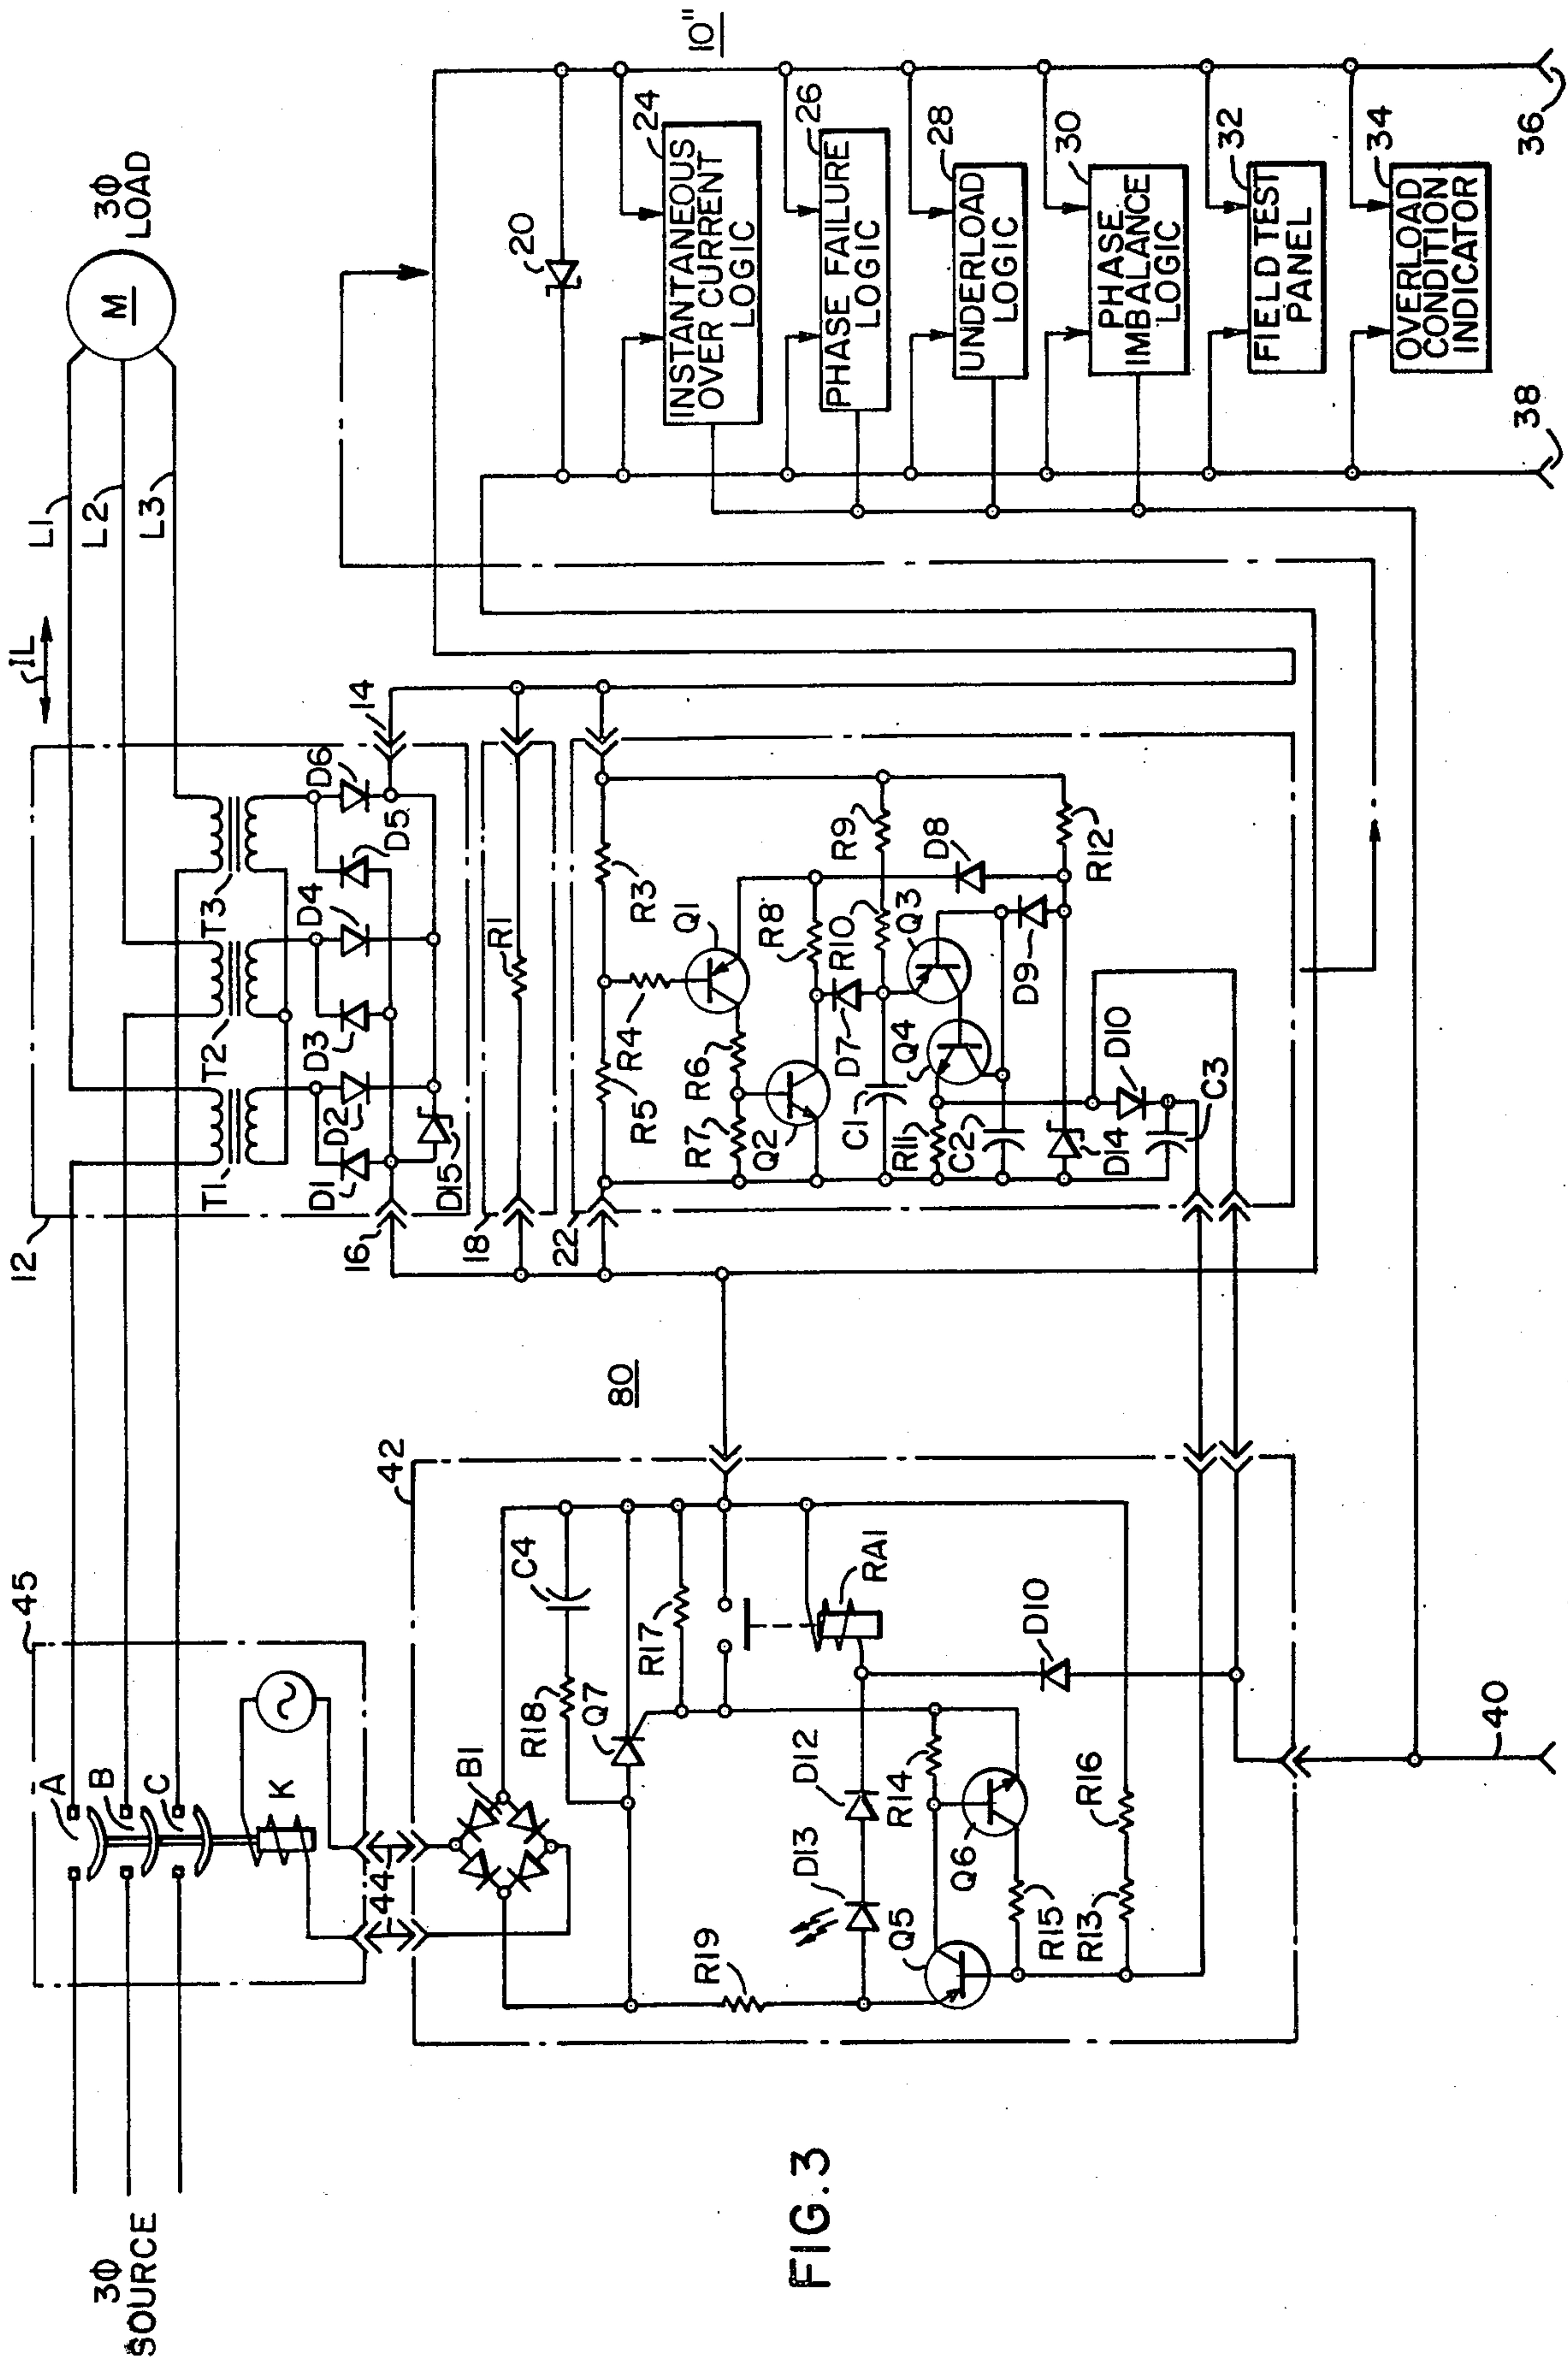 10"
3Φ
LOAD
M
L1
L2
L3
IL
14
12
T1
T2
T3
D1
D2
D3
D4
D5
D6
D15
16
18
R1
22
R3
R4
R5
Q1
R6
R7
Q2
R8
D7
R9
R10
C1
Q3
Q4
D8
D9
R11
C2
R12
D14
D10
C3
20
24
INSTANTANEOUS
OVER CURRENT
LOGIC
26
PHASE FAILURE
LOGIC
28
UNDERLOAD
LOGIC
30
PHASE
IMBALANCE
LOGIC
32
FIELD TEST
PANEL
34
OVERLOAD
CONDITION
INDICATOR
36
38
80
45
A
B
C
K
44
42
B1
C4
R18
Q7
R17
RA1
R19
D13
D12
D10
Q5
R14
Q6
R15
R13
R16
40
3Φ
SOURCE
FIG. 3